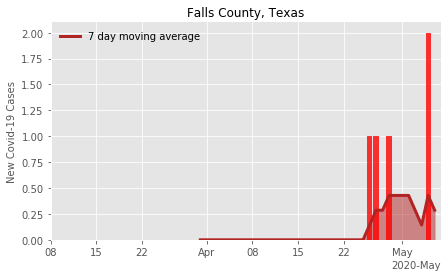 Falls County, Texas
7 day moving average
New Covid-19 Cases
2.00
1.75
1.50
1.25
1.00
0.75
0.50
0.25
0.00
08 15 22 Apr 08 15 22 May
2020-May